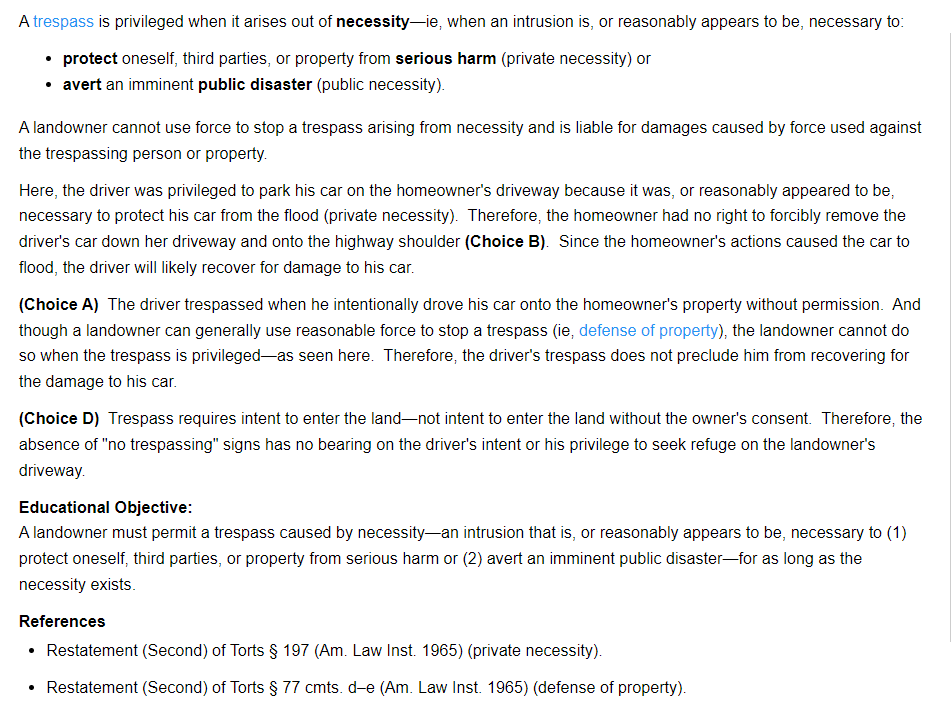 A trespass is privileged when it arises out of necessity—ie, when an intrusion is, or reasonably appears to be, necessary to:
• protect oneself, third parties, or property from serious harm (private necessity) or
• avert an imminent public disaster (public necessity).
A landowner cannot use force to stop a trespass arising from necessity and is liable for damages caused by force used against
the trespassing person or property.
Here, the driver was privileged to park his car on the homeowner's driveway because it was, or reasonably appeared to be,
necessary to protect his car from the flood (private necessity). Therefore, the homeowner had no right to forcibly remove the
driver's car down her driveway and onto the highway shoulder (Choice B). Since the homeowner's actions caused the car to
flood, the driver will likely recover for damage to his car.
(Choice A) The driver trespassed when he intentionally drove his car onto the homeowner's property without permission. And
though a landowner can generally use reasonable force to stop a trespass (ie, defense of property), the landowner cannot do
so when the trespass is privileged—as seen here. Therefore, the driver's trespass does not preclude him from recovering for
the damage to his car.
(Choice D) Trespass requires intent to enter the land—not intent to enter the land without the owner's consent. Therefore, the
absence of "no trespassing" signs has no bearing on the driver's intent or his privilege to seek refuge on the landowner's
driveway.
Educational Objective:
A landowner must permit a trespass caused by necessity—an intrusion that is, or reasonably appears to be, necessary to (1)
protect oneself, third parties, or property from serious harm or (2) avert an imminent public disaster—for as long as the
necessity exists.
References
• Restatement (Second) of Torts § 197 (Am. Law Inst. 1965) (private necessity).
• Restatement (Second) of Torts § 77 cmts. d–e (Am. Law Inst. 1965) (defense of property).